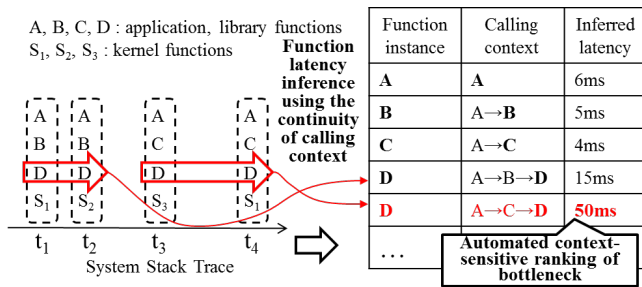 A, B, C, D : application, library functions
S1, S2, S3 : kernel functions
A A A A
B B C C
D D D D
S1 S2 S3 S1
t1 t2 t3 t4
System Stack Trace
Function
latency
inference
using the
continuity
of calling
context
Function instance Calling context Inferred latency
A A 6ms
B A→B 5ms
C A→C 4ms
D A→B→D 15ms
D A→C→D 50ms
...
Automated context-
sensitive ranking of
bottleneck